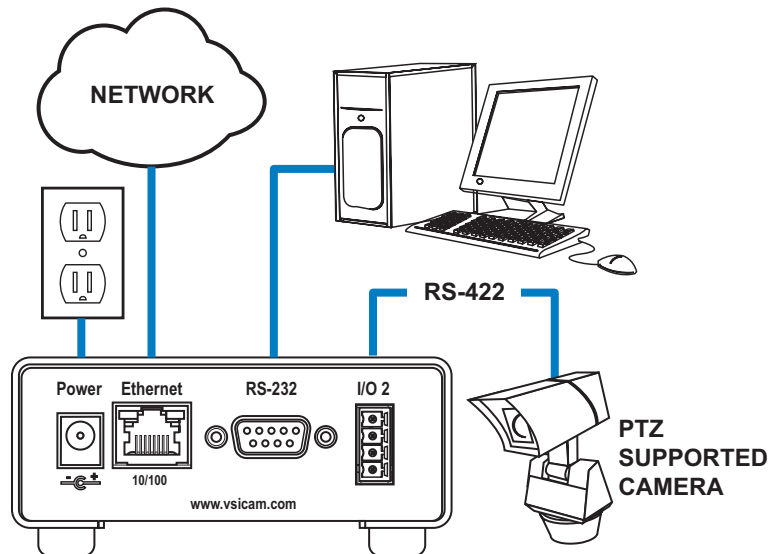 NETWORK
RS-422
Power
Ethernet
RS-232
I/O 2
- +
10/100
www.vsicam.com
PTZ
SUPPORTED
CAMERA